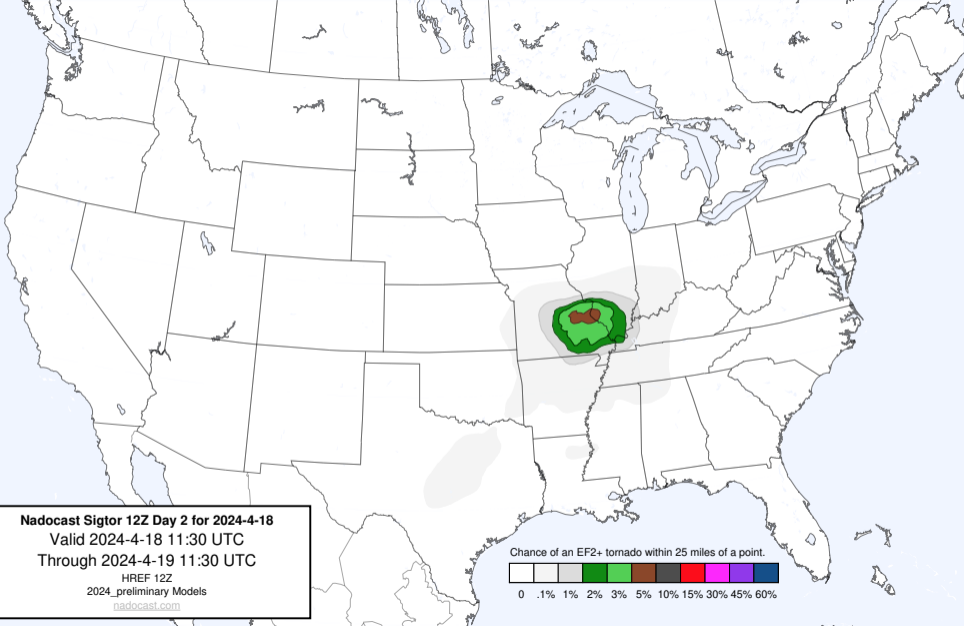 Nadocast Sigtor 12Z Day 2 for 2024-4-18
Valid 2024-4-18 11:30 UTC
Through 2024-4-19 11:30 UTC
HREF 12Z
2024_preliminary Models
nadocast.com
Chance of an EF2+ tornado within 25 miles of a point.
0 .1% 1% 2% 3% 5% 10% 15% 30% 45% 60%